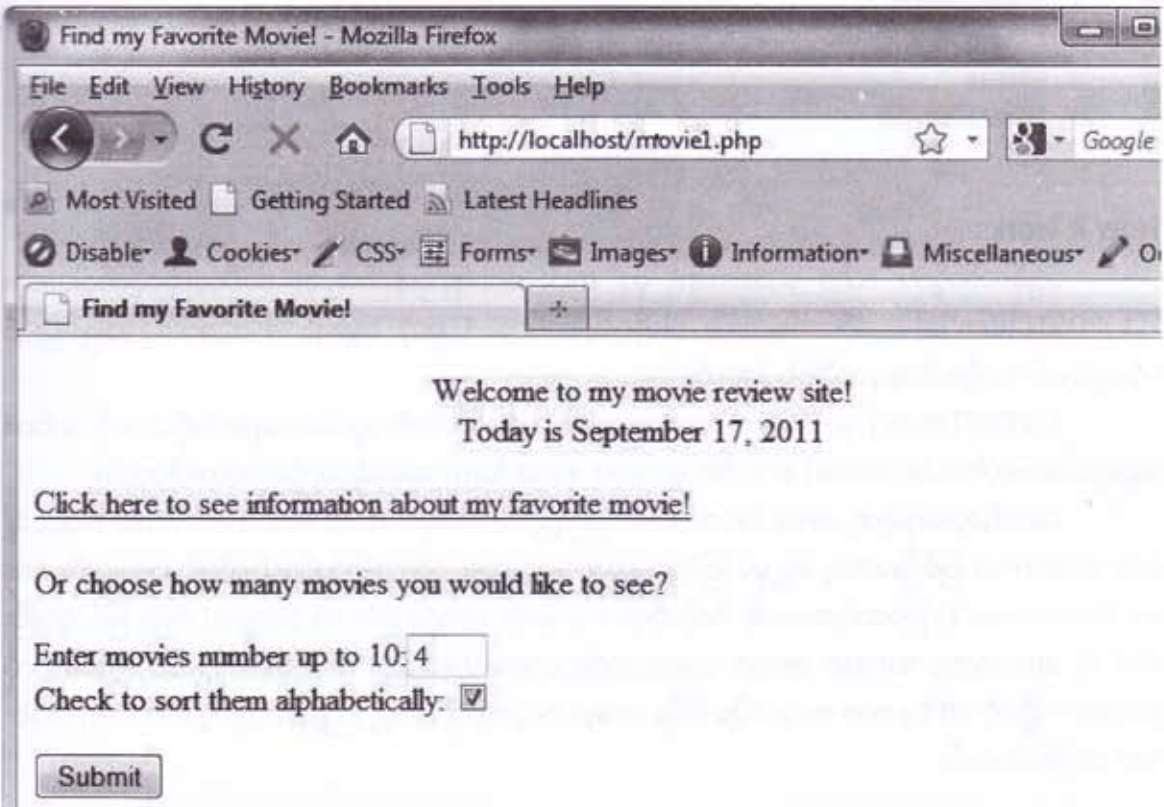 Find my Favorite Movie! - Mozilla Firefox
File Edit View History Bookmarks Tools Help
http://localhost/movie1.php Google
Most Visited Getting Started Latest Headlines
Disable Cookies CSS Forms Images Information Miscellaneous
Find my Favorite Movie!
Welcome to my movie review site!
Today is September 17, 2011
Click here to see information about my favorite movie!
Or choose how many movies you would like to see?
Enter movies number up to 10: 4
Check to sort them alphabetically:
Submit